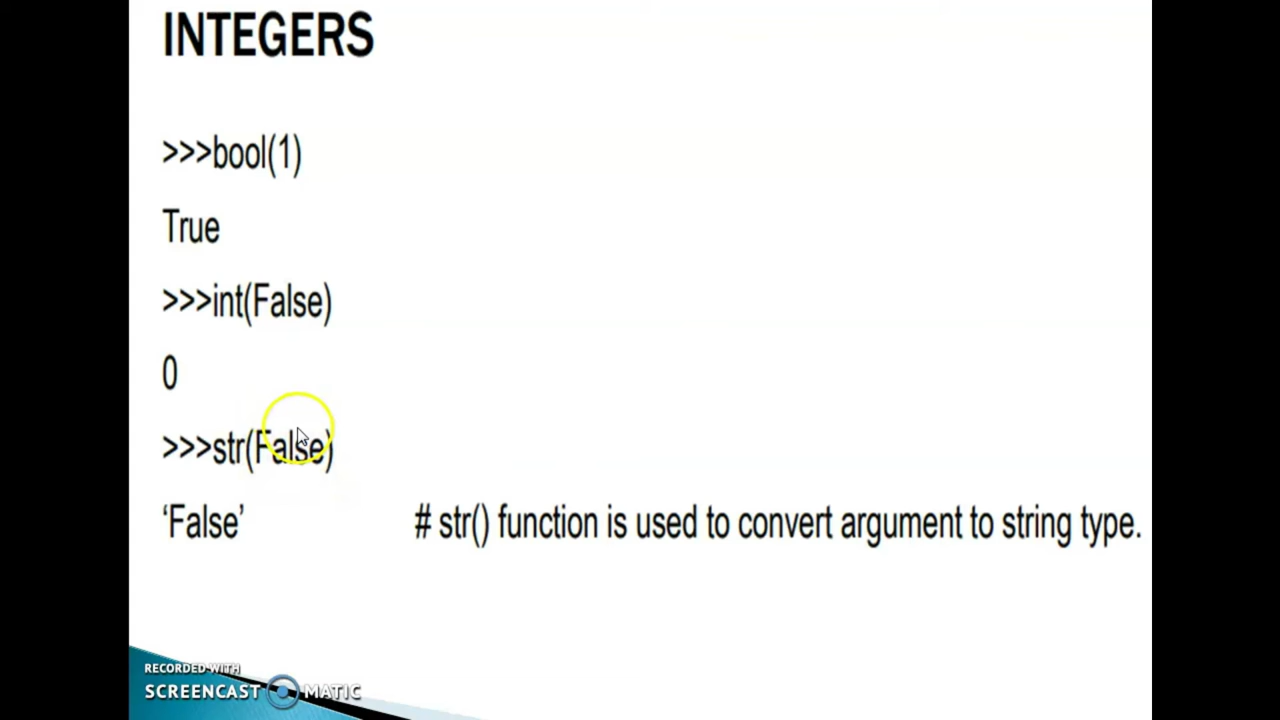 INTEGERS
>>>bool(1)
True
>>>int(False)
0
>>>str(False)
‘False’ # str() function is used to convert argument to string type.
RECORDED WITH
SCREENCAST MATIC